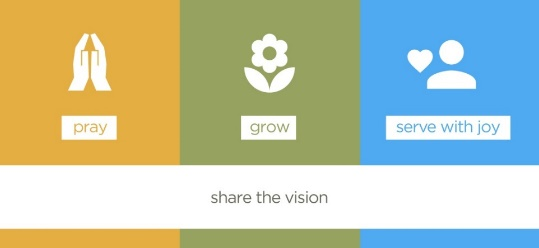 pray
grow
serve with joy
share the vision